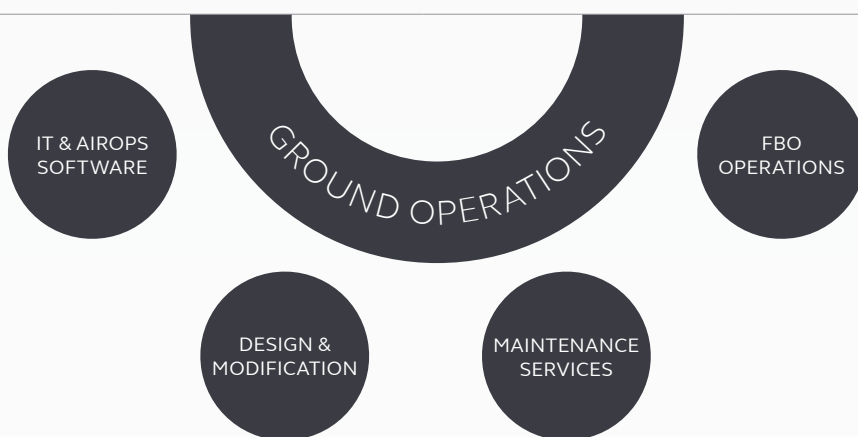 IT & AIROPS
SOFTWARE
GROUND OPERATIONS
FBO
OPERATIONS
DESIGN &
MODIFICATION
MAINTENANCE
SERVICES